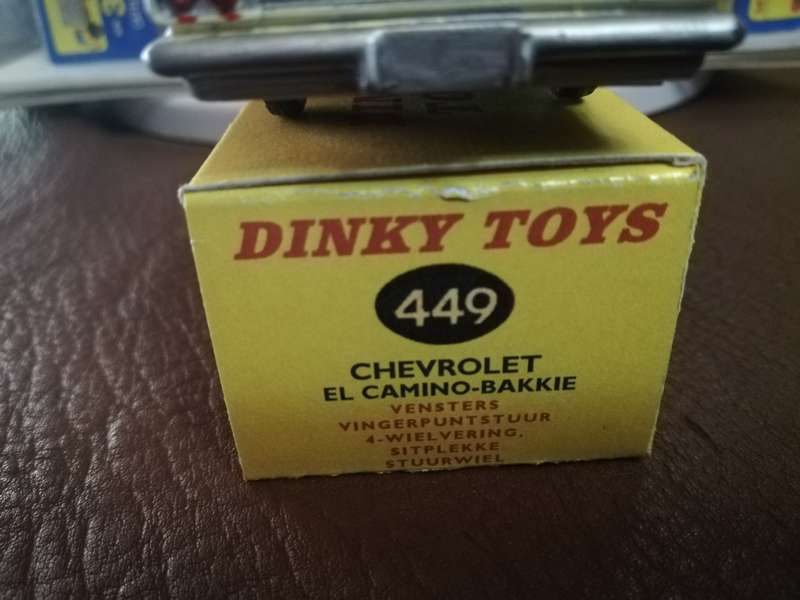 DINKY TOYS
449
CHEVROLET
EL CAMINO-BAKKIE
VENSTERS
VINGERPUNTSTUUR
4-WIELVERING,
SITPLEKKE
STUURWIEL